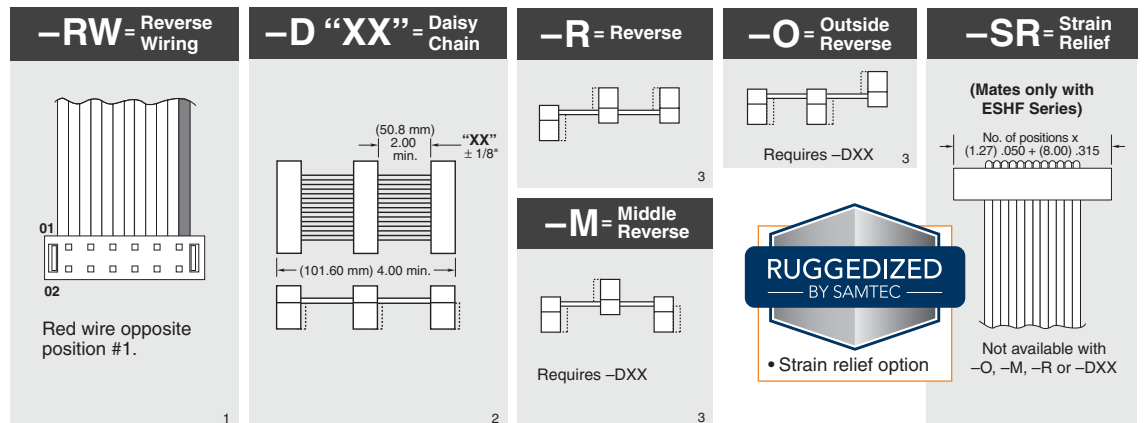 –RW = Reverse
Wiring
01
02
Red wire opposite
position #1.
1
–D “XX” = Daisy
Chain
(50.8 mm)
2.00
min.
“XX”
± 1/8"
(101.60 mm) 4.00 min.
2
–R = Reverse
3
–M = Middle
Reverse
Requires –DXX
3
–O = Outside
Reverse
Requires –DXX
3
RUGGEDIZED
BY SAMTEC
• Strain relief option
–SR = Strain
Relief
(Mates only with
ESHF Series)
No. of positions x
(1.27) .050 + (8.00) .315
Not available with
–O, –M, –R or –DXX